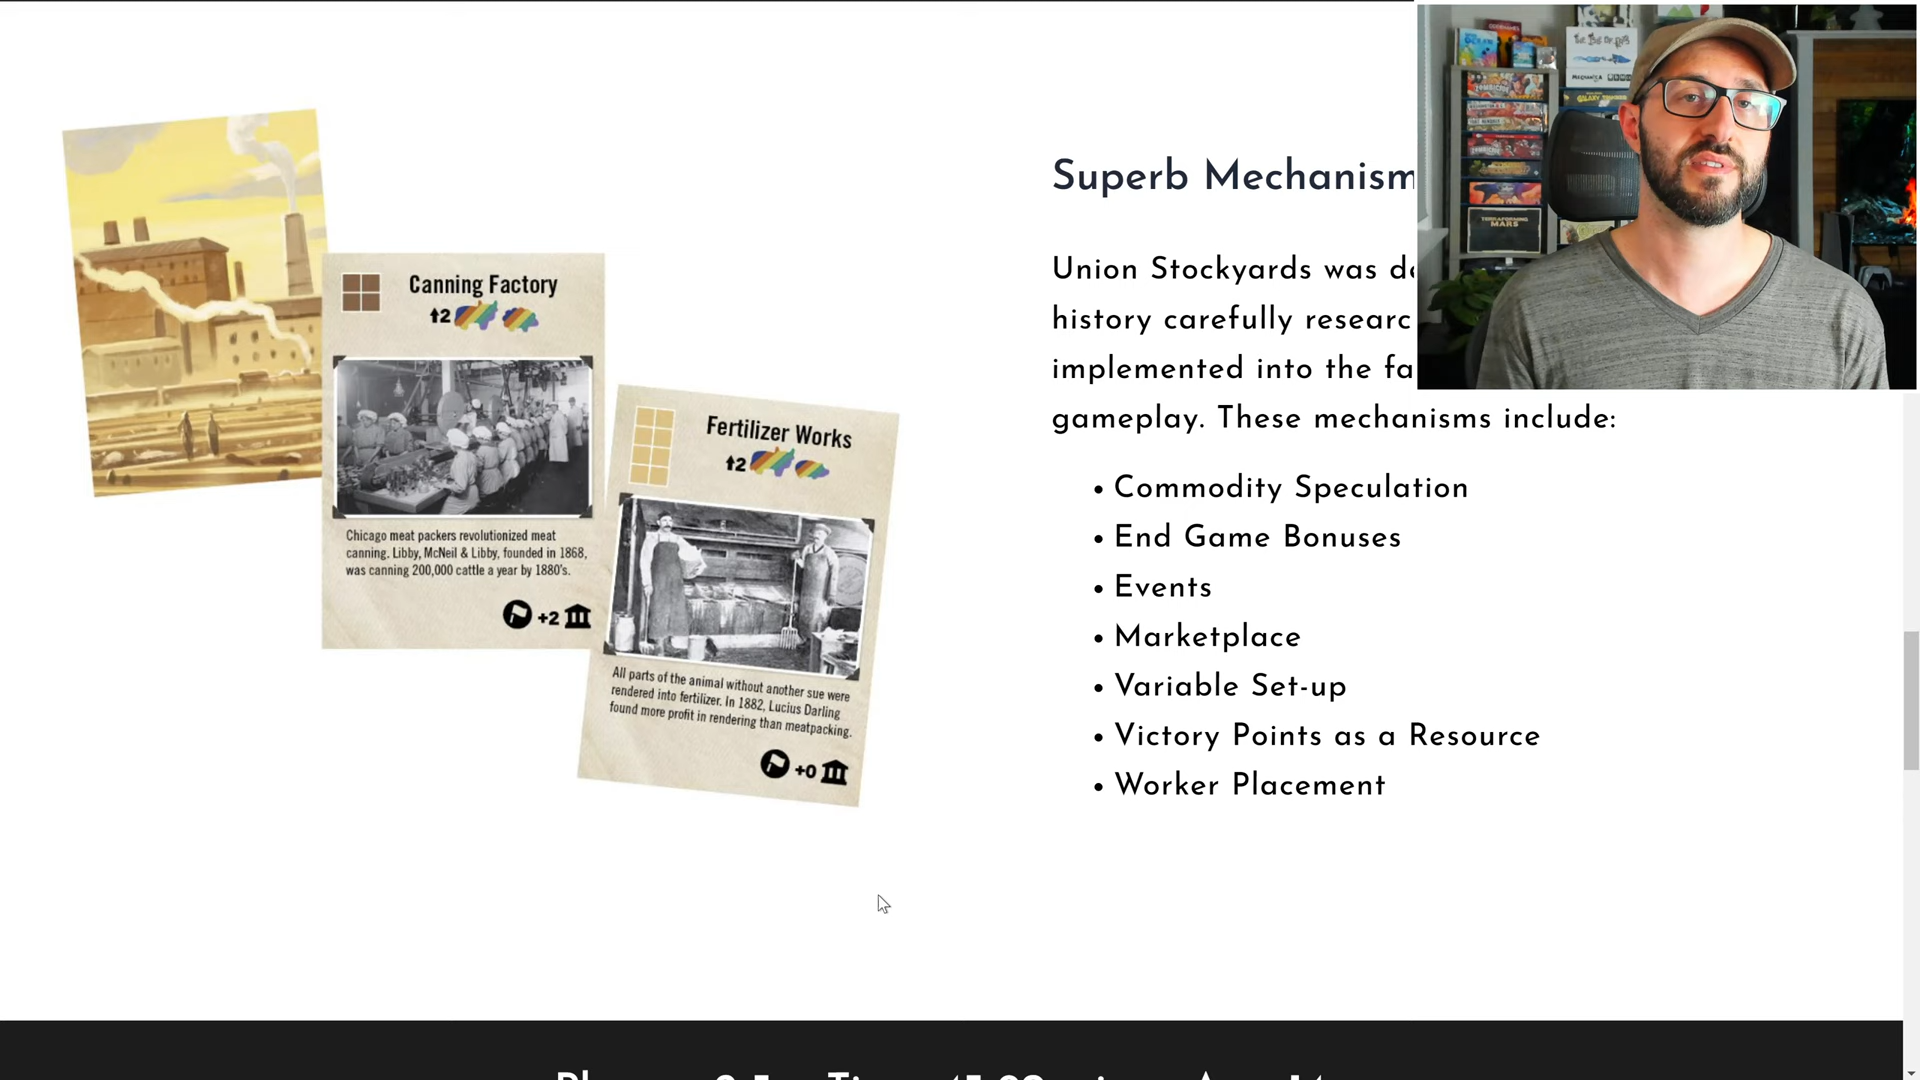 Canning Factory
2
Chicago meat packers revolutionized meat
canning. Libby, McNeil & Libby, founded in 1868,
was canning 200,000 cattle a year by 1880's.
+2
Fertilizer Works
2
All parts of the animal without another sue were
rendered into fertilizer. In 1882, Lucius Darling
found more profit in rendering than meatpacking.
+0
Superb Mechanism
Union Stockyards was de
history carefully researc
implemented into the fa
gameplay. These mechanisms include:
• Commodity Speculation
• End Game Bonuses
• Events
• Marketplace
• Variable Set-up
• Victory Points as a Resource
• Worker Placement
TERRAFORMING
MARS